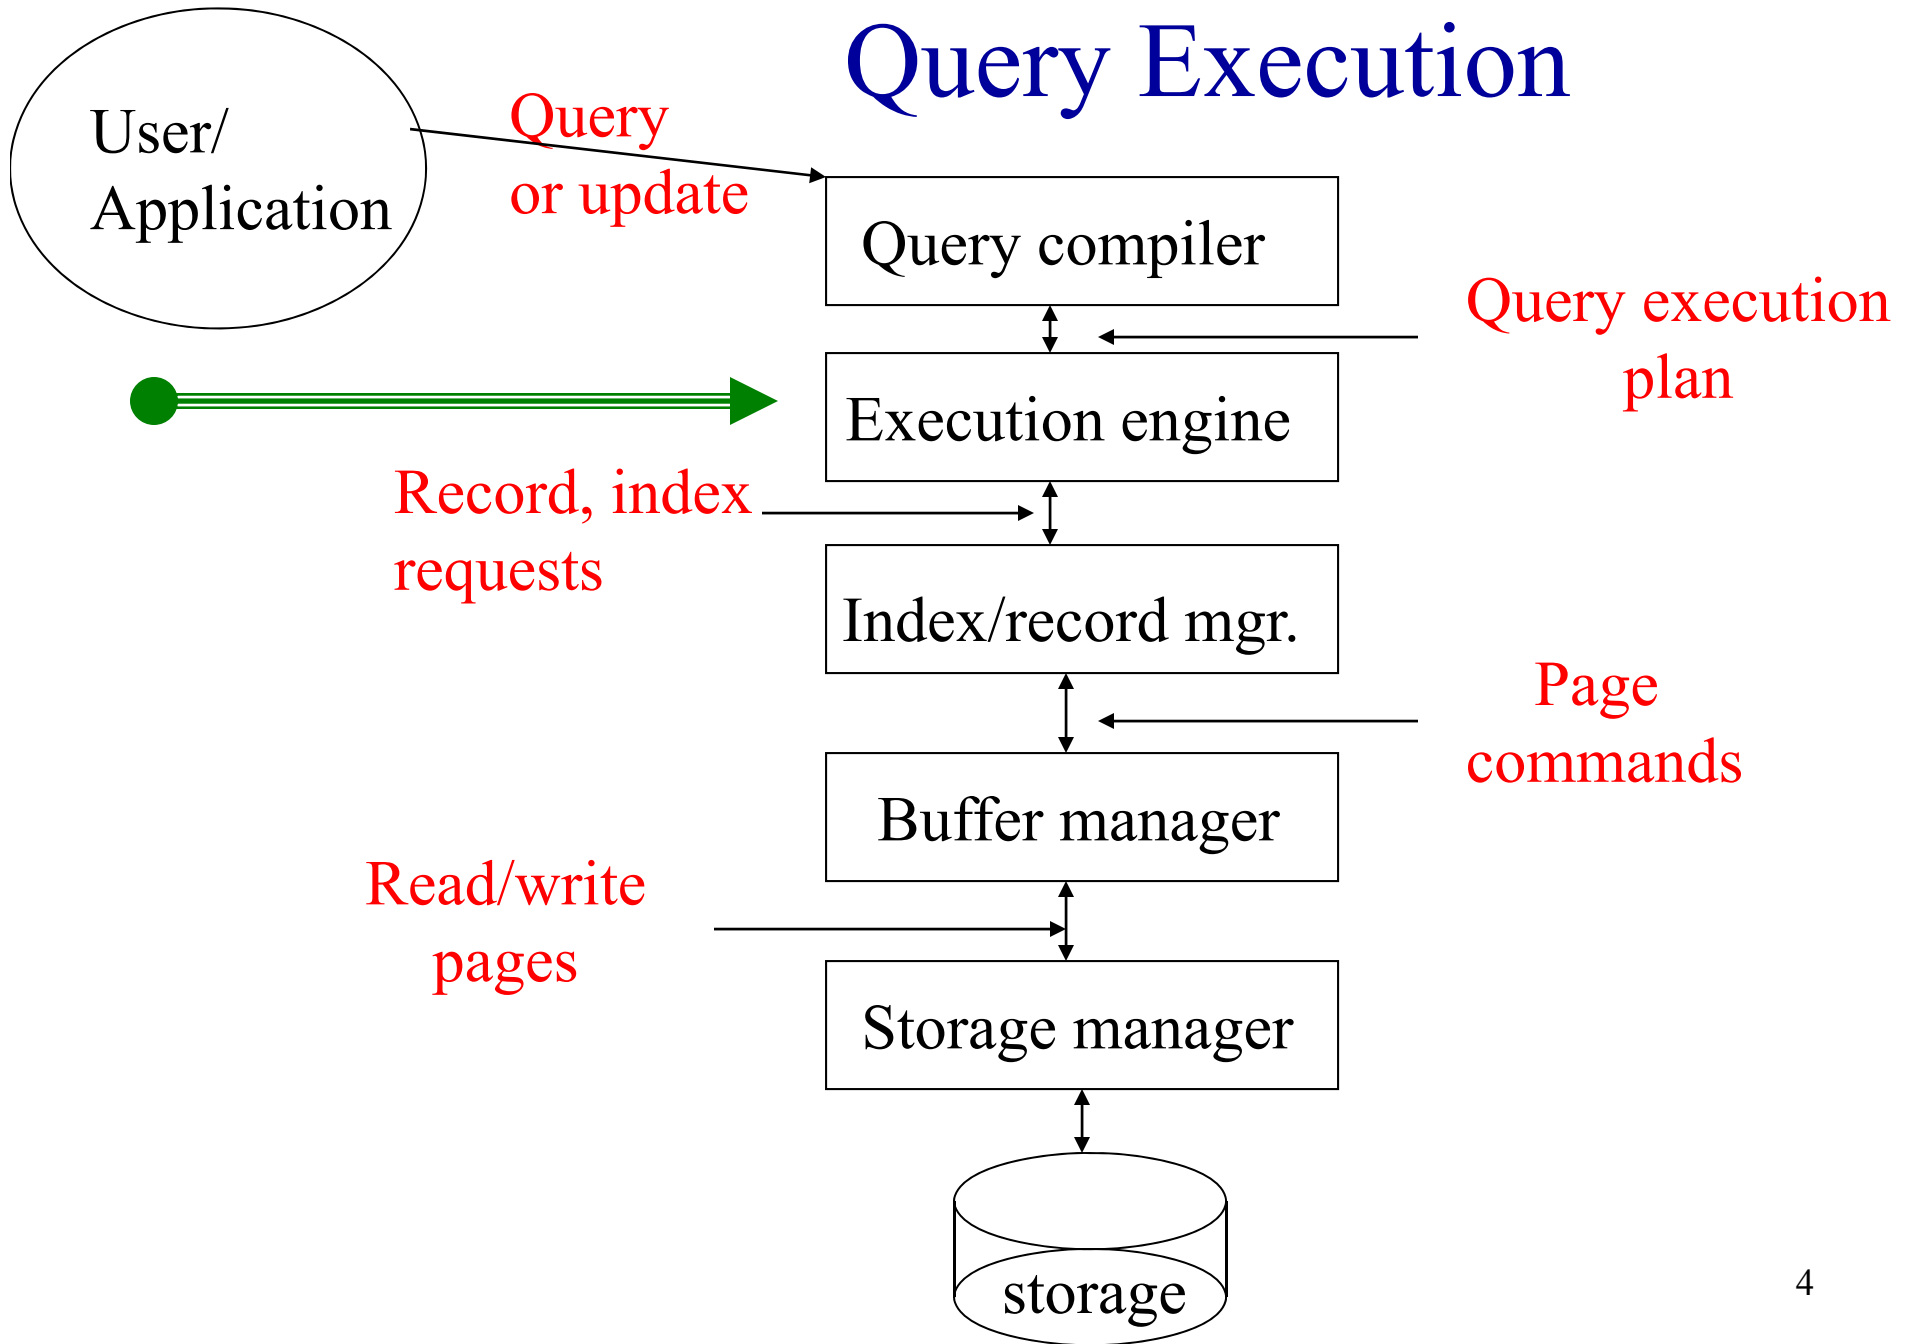 Query Execution
User/
Application
Query
or update
Query compiler
Query execution
plan
Execution engine
Record, index
requests
Index/record mgr.
Page
commands
Buffer manager
Read/write
pages
Storage manager
storage
4